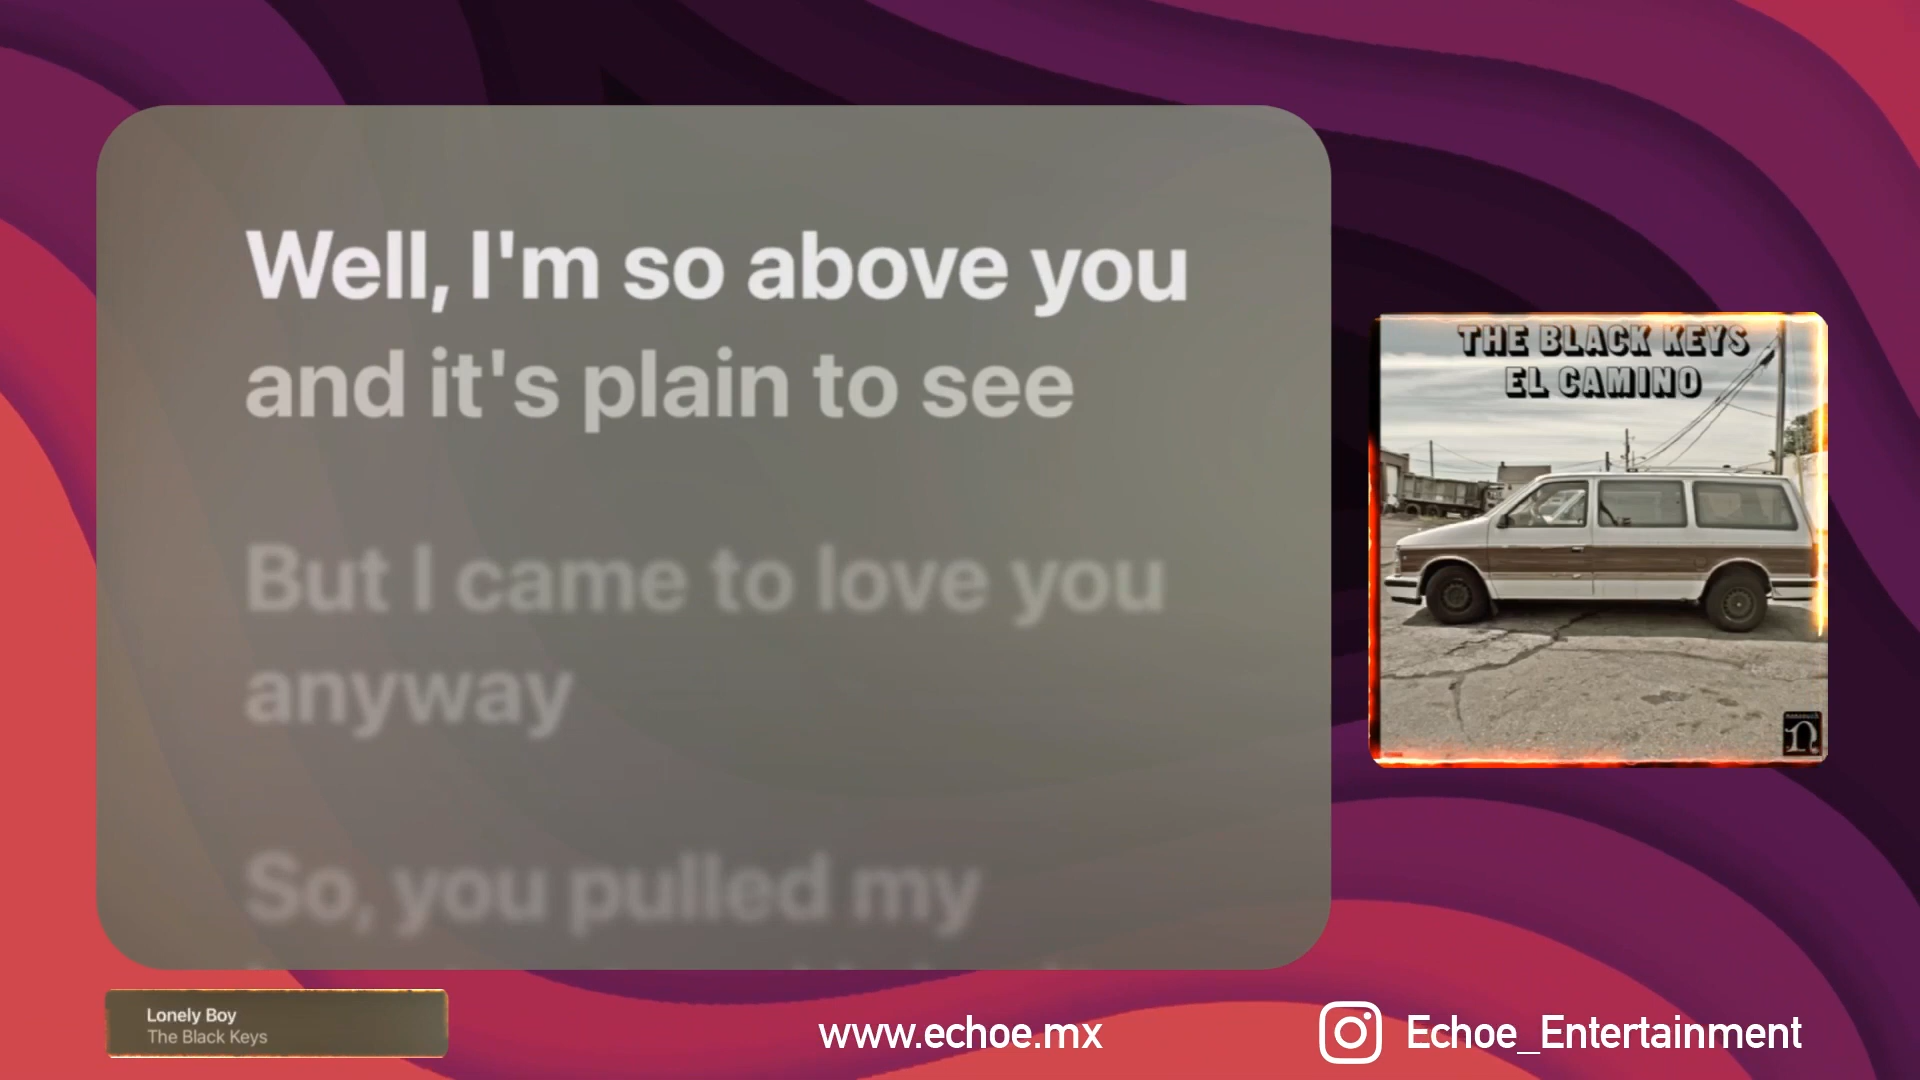 Well, I'm so above you
and it's plain to see
But I came to love you
anyway
So, you pulled my
THE BLACK KEYS
EL CAMINO
nonesuch
Lonely Boy
The Black Keys
www.echoe.mx
Echoe_Entertainment